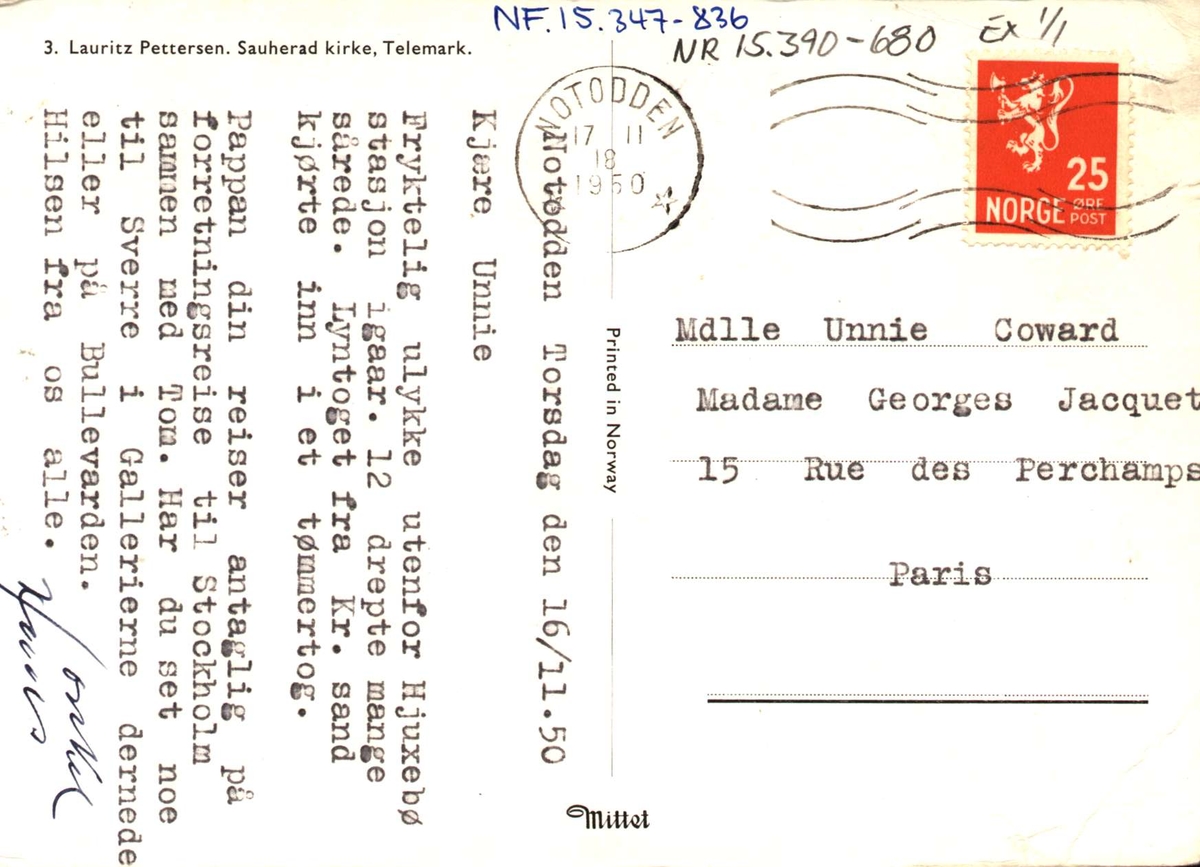 NF.15.347-836
NR 15.390-680 Ex 1/1
3. Lauritz Pettersen. Sauherad kirke, Telemark.
NOTODDEN
17 11
18
1950
25
NORGE ØRE
POST
Notodden Torsdag den 16/11.50
Kjære Unnie
Fryktelig ulykke utenfor Hjuxebø
stasjon igaar. 12 drepte mange
sårede. Lyntoget fra Kr. sand
kjørte inn i et tømmertog.
Pappan din reiser antaglig på
forretningsreise til Stockholm
sammen med Tom. Har du set noe
til Sverre i Gallerierne dernede
eller på Bullevarden.
Hilsen fra os alle.
onkel
Printed in Norway
Mdlle Unnie Coward
Madame Georges Jacquet
15 Rue des Perchamps
Paris
Mittet